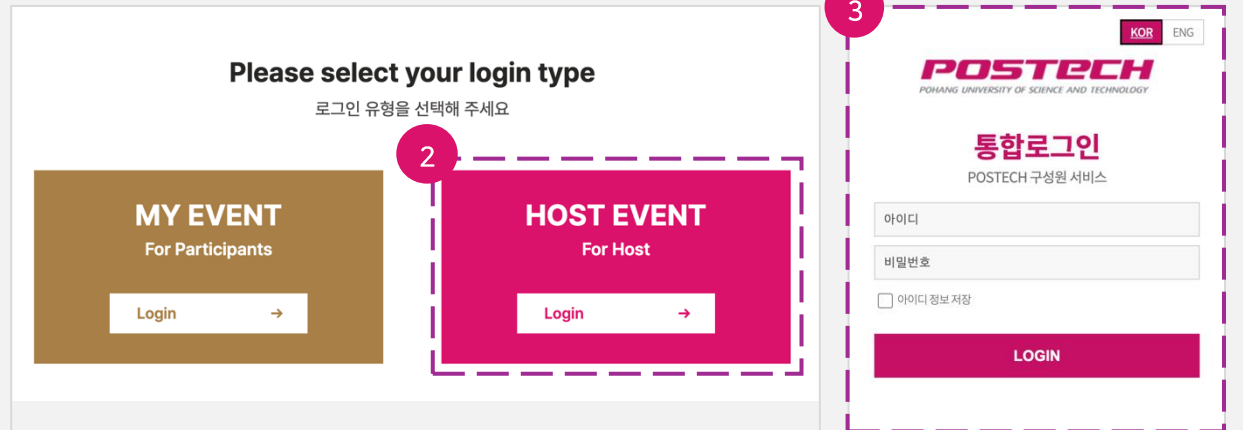 Please select your login type
로그인 유형을 선택해 주세요
MY EVENT
For Participants
Login →
2
HOST EVENT
For Host
Login →
3
KOR ENG
POSTECH
POHANG UNIVERSITY OF SCIENCE AND TECHNOLOGY
통합로그인
POSTECH 구성원 서비스
아이디
비밀번호
아이디 정보 저장
LOGIN